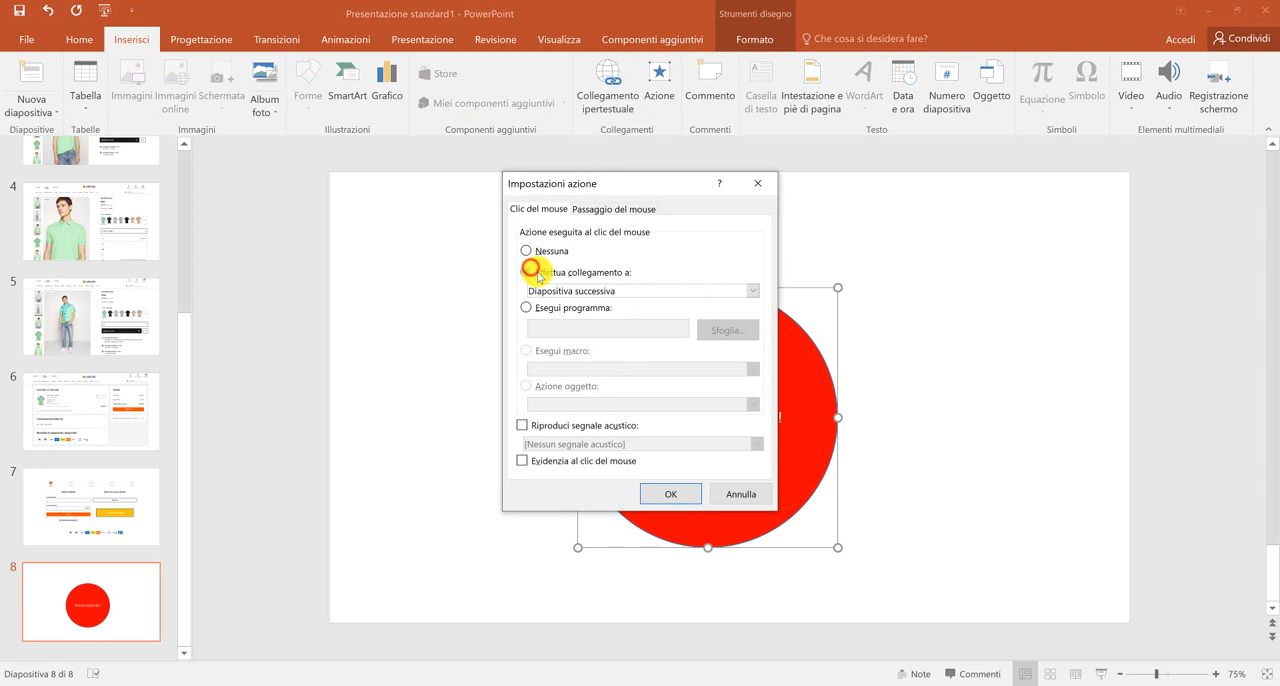 Presentazione standard1 - PowerPoint
Strumenti disegno
File Home Inserisci Progettazione Transizioni Animazioni Presentazione Revisione Visualizza Componenti aggiuntivi Formato Che cosa si desidera fare? Accedi Condividi
Nuova diapositiva
Tabella
Immagini
Immagini online
Schermata
Album foto
Forme
SmartArt
Grafico
Store
Miei componenti aggiuntivi
Collegamento ipertestuale
Azione
Commento
Casella di testo
Intestazione e piè di pagina
WordArt
Data e ora
Numero diapositiva
Oggetto
Equazione
Simbolo
Video
Audio
Registrazione schermo
Diapositive Tabelle Immagini Illustrazioni Componenti aggiuntivi Collegamenti Commenti Testo Simboli Elementi multimediali
4
5
6
7
8
Impostazioni azione
?
Clic del mouse Passaggio del mouse
Azione eseguita al clic del mouse
Nessuna
collegamento a:
Diapositiva successiva
Esegui programma:
Sfoglia...
Esegui macro:
Azione oggetto:
Riproduci segnale acustico:
[Nessun segnale acustico]
Evidenzia al clic del mouse
OK Annulla
!
Diapositiva 8 di 8
Note
Commenti
75%